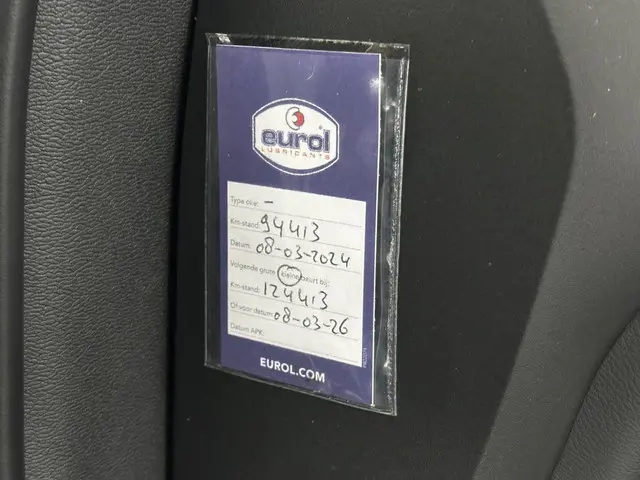 eurol
LUBRICANTS
Type olie: -
Km-stand: 94413
Datum: 08-03-2024
Volgende grote / kleine beurt bij:
Km-stand: 124413
Of voor datum: 08-03-26
Datum APK:
EUROL.COM